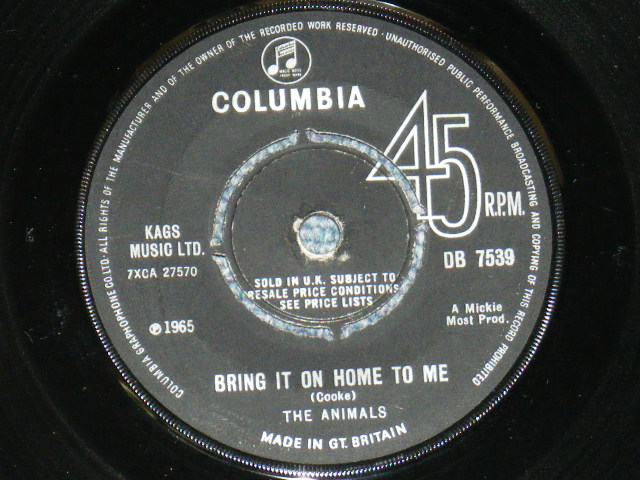 COLUMBIA GRAPHOPHONE CO. LTD. · ALL RIGHTS OF THE MANUFACTURER AND OF THE OWNER OF THE RECORDED WORK RESERVED · UNAUTHORISED PUBLIC PERFORMANCE BROADCASTING AND COPYING OF THIS RECORD PROHIBITED
COLUMBIA
45
R.P.M.
KAGS
MUSIC LTD.
7XCA 27570
DB 7539
SOLD IN U.K. SUBJECT TO
RESALE PRICE CONDITIONS
SEE PRICE LISTS
A Mickie
Most Prod.
℗ 1965
BRING IT ON HOME TO ME
(Cooke)
THE ANIMALS
MADE IN GT. BRITAIN